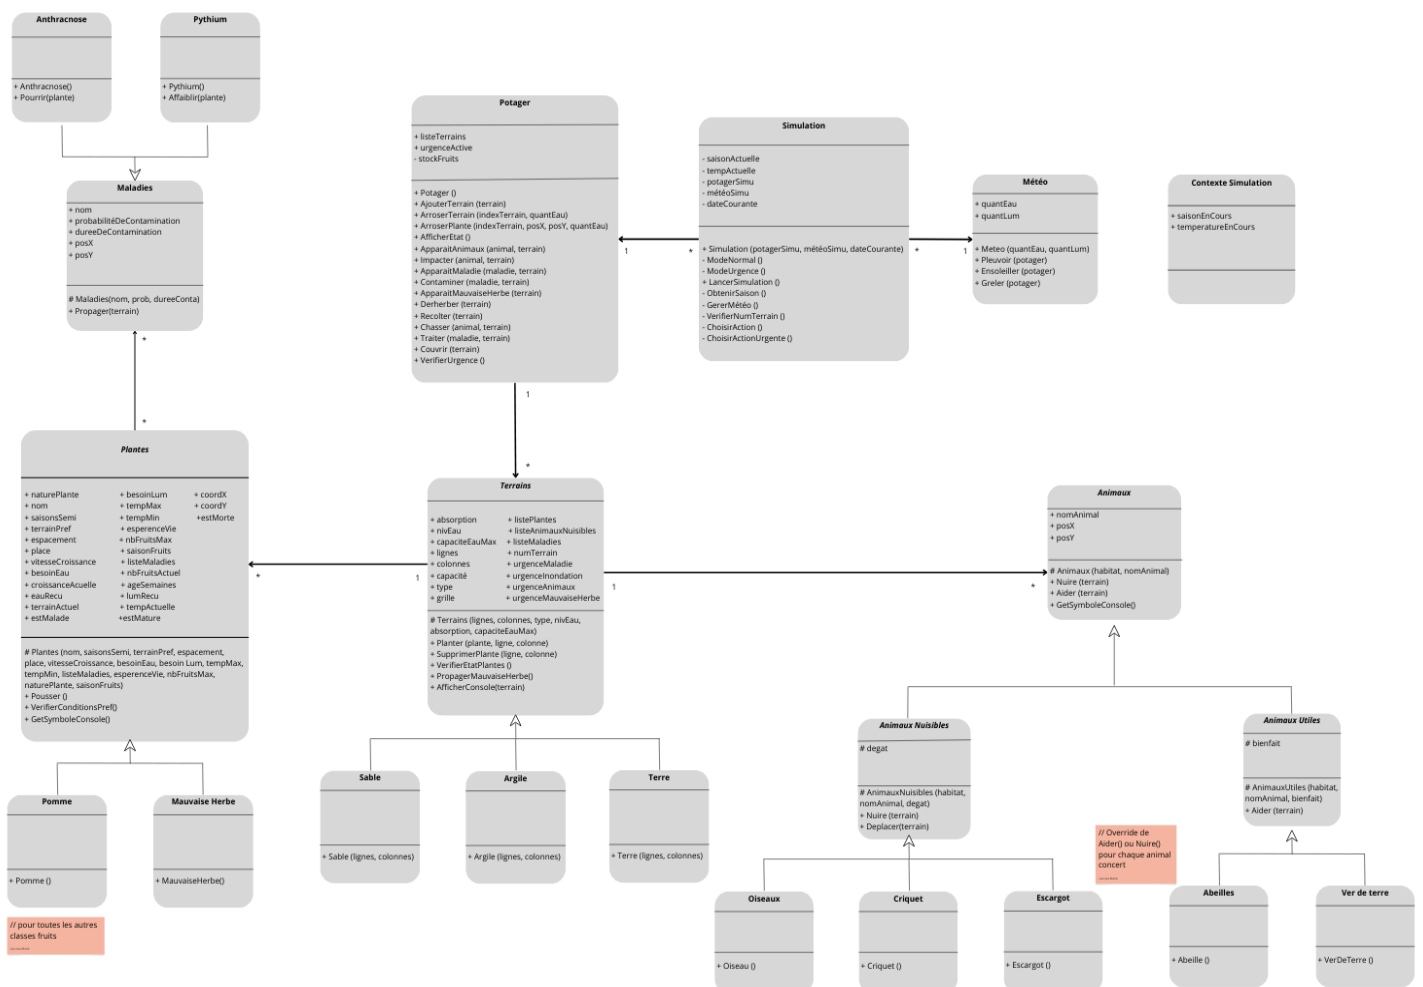 Anthracnose
+ Anthracnose()
+ Pourrir(plante)
Pythium
+ Pythium()
+ Affaiblir(plante)
Maladies
+ nom
+ probabilitéDeContamination
+ dureeDeContamination
+ posX
+ posY
# Maladies(nom, prob, dureeConta)
+ Propager(terrain)
*
*
Potager
+ listeTerrains
+ urgenceActive
- stockFruits
+ Potager ()
+ AjouterTerrain (terrain)
+ ArroserTerrain (indexTerrain, quantEau)
+ ArroserPlante (indexTerrain, posX, posY, quantEau)
+ AfficherEtat ()
+ ApparaitAnimaux (animal, terrain)
+ Impacter (animal, terrain)
+ ApparaitMaladie (maladie, terrain)
+ Contaminer (maladie, terrain)
+ ApparaitMauvaiseHerbe (terrain)
+ Derherber (terrain)
+ Recolter (terrain)
+ Chasser (animal, terrain)
+ Traiter (maladie, terrain)
+ Couvrir (terrain)
+ VerifierUrgence ()
1
*
Simulation
- saisonActuelle
- tempActuelle
- potagerSimu
- météoSimu
- dateCourante
+ Simulation (potagerSimu, météoSimu, dateCourante)
- ModeNormal ()
- ModeUrgence ()
+ LancerSimulation ()
- ObtenirSaison ()
- GererMétéo ()
- VerifierNumTerrain ()
- ChoisirAction ()
- ChoisirActionUrgente ()
*
1
Météo
+ quantEau
+ quantLum
+ Meteo (quantEau, quantLum)
+ Pleuvoir (potager)
+ Ensoleiller (potager)
+ Greler (potager)
Contexte Simulation
+ saisonEnCours
+ temperatureEnCours
1
*
Plantes
+ naturePlante + besoinLum + coordX
+ nom + tempMax + coordY
+ saisonsSemi + tempMin +estMorte
+ terrainPref + esperenceVie
+ espacement + nbFruitsMax
+ place + saisonFruits
+ vitesseCroissance + listeMaladies
+ besoinEau + nbFruitsActuel
+ croissanceAcuelle + ageSemaines
+ eauRecu + lumRecu
+ terrainActuel + tempActuelle
+ estMalade +estMature
# Plantes (nom, saisonsSemi, terrainPref, espacement,
place, vitesseCroissance, besoinEau, besoin Lum, tempMax,
tempMin, listeMaladies, esperenceVie, nbFruitsMax,
naturePlante, saisonFruits)
+ Pousser ()
+ VerifierConditionsPref()
+ GetSymboleConsole()
*
1
Terrains
+ absorption + listePlantes
+ nivEau + listeAnimauxNuisibles
+ capaciteEauMax + listeMaladies
+ lignes + numTerrain
+ colonnes + urgenceMaladie
+ capacité + urgenceInondation
+ type + urgenceAnimaux
+ grille + urgenceMauvaiseHerbe
# Terrains (lignes, colonnes, type, nivEau,
absorption, capaciteEauMax)
+ Planter (plante, ligne, colonne)
+ SupprimerPlante (ligne, colonne)
+ VerifierEtatPlantes ()
+ PropagerMauvaiseHerbe()
+ AfficherConsole(terrain)
1
*
Animaux
+ nomAnimal
+ posX
+ posY
# Animaux (habitat, nomAnimal)
+ Nuire (terrain)
+ Aider (terrain)
+ GetSymboleConsole()
Pomme
+ Pomme ()
Mauvaise Herbe
+ MauvaiseHerbe()
// pour toutes les autres
classes fruits
Sable
+ Sable (lignes, colonnes)
Argile
+ Argile (lignes, colonnes)
Terre
+ Terre (lignes, colonnes)
Animaux Nuisibles
# degat
# AnimauxNuisibles (habitat,
nomAnimal, degat)
+ Nuire (terrain)
+ Deplacer(terrain)
Animaux Utiles
# bienfait
# AnimauxUtiles (habitat,
nomAnimal, bienfait)
+ Aider (terrain)
// Override de
Aider() ou Nuire()
pour chaque animal
concert
Oiseaux
+ Oiseau ()
Criquet
+ Criquet ()
Escargot
+ Escargot ()
Abeilles
+ Abeille ()
Ver de terre
+ VerDeTerre ()